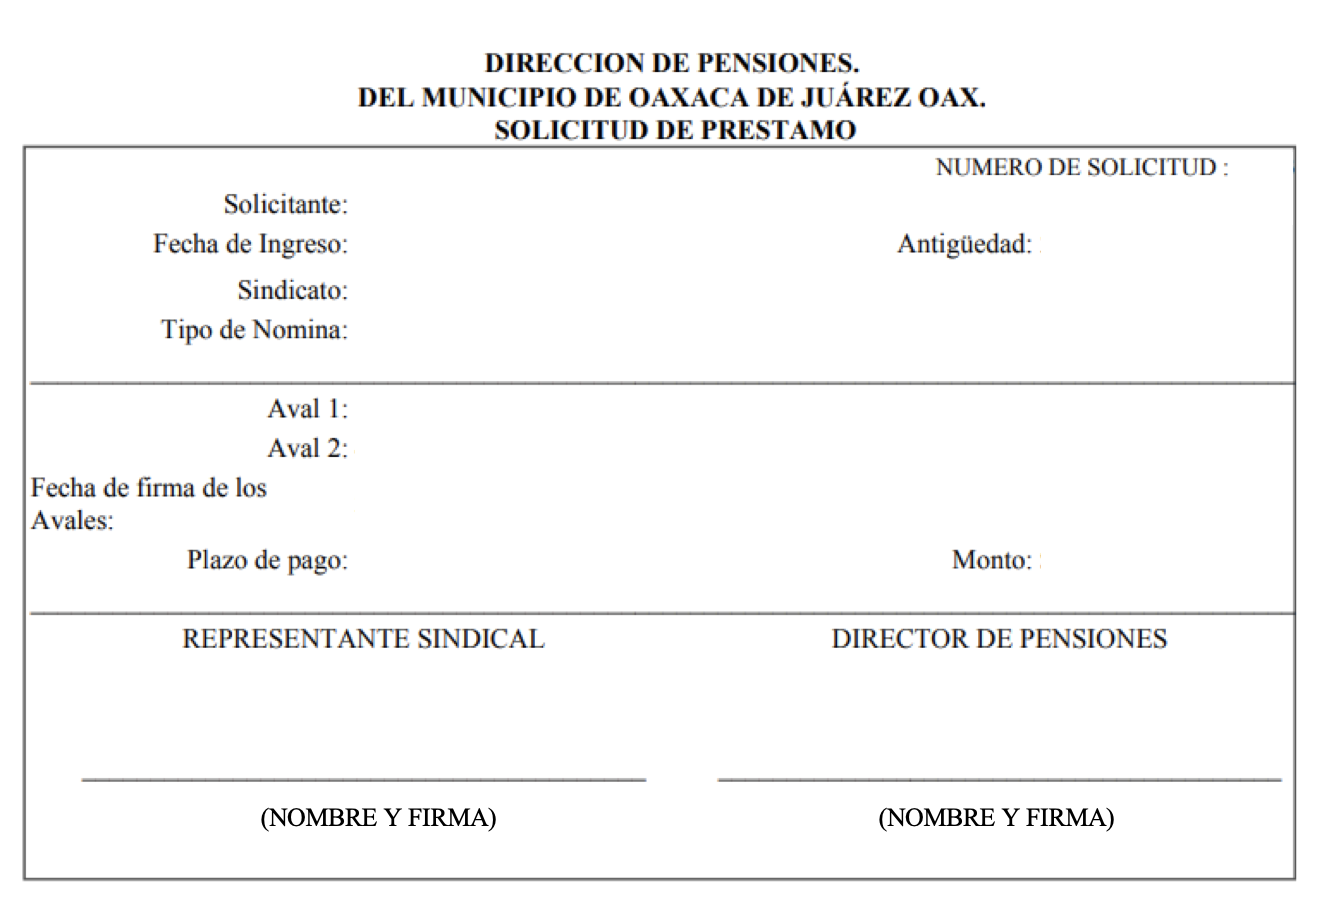 DIRECCION DE PENSIONES.
DEL MUNICIPIO DE OAXACA DE JUÁREZ OAX.
SOLICITUD DE PRESTAMO
NUMERO DE SOLICITUD :
Solicitante:
Fecha de Ingreso: Antigüedad:
Sindicato:
Tipo de Nomina:
Aval 1:
Aval 2:
Fecha de firma de los
Avales:
Plazo de pago: Monto:
REPRESENTANTE SINDICAL DIRECTOR DE PENSIONES
(NOMBRE Y FIRMA) (NOMBRE Y FIRMA)